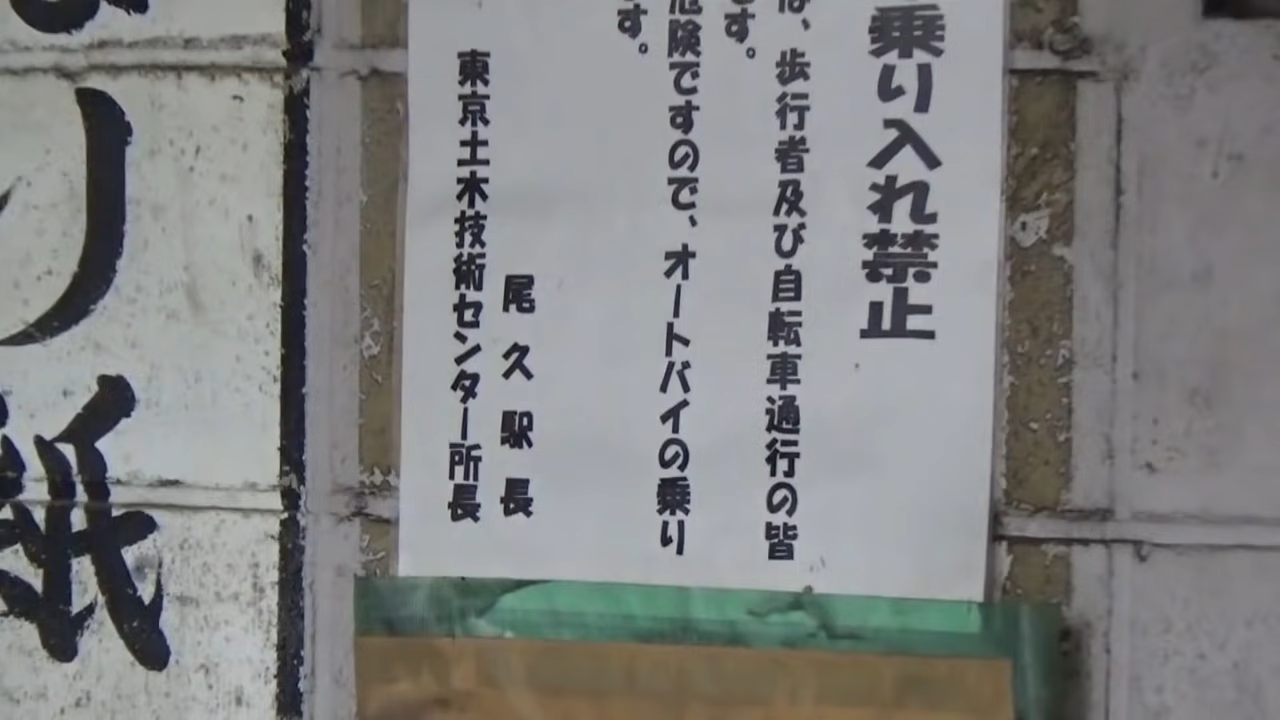 乗り入れ禁止
は、歩行者及び自転車通行の皆
す。
危険ですので、オートバイの乗り
す。
尾久駅長
東京土木技術センター所長
り紙